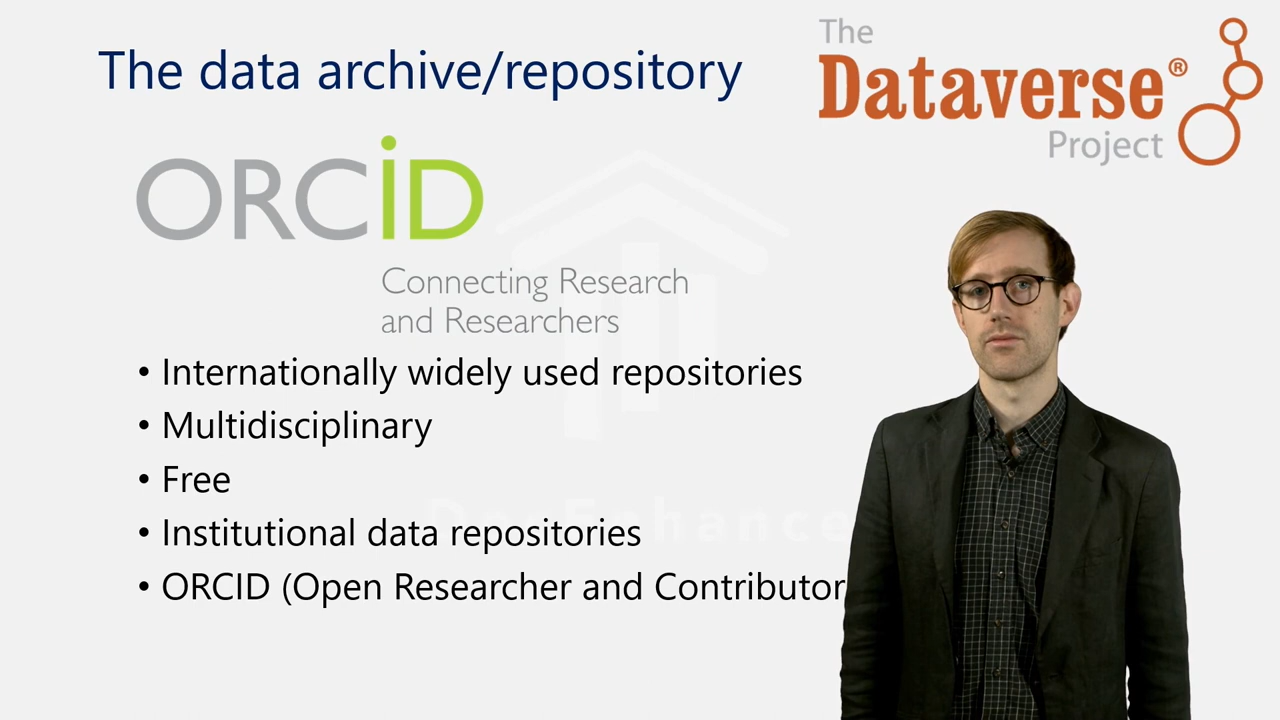 The data archive/repository
The
Dataverse®
Project
ORCiD
Connecting Research
and Researchers
• Internationally widely used repositories
• Multidisciplinary
• Free
• Institutional data repositories
• ORCID (Open Researcher and Contributor